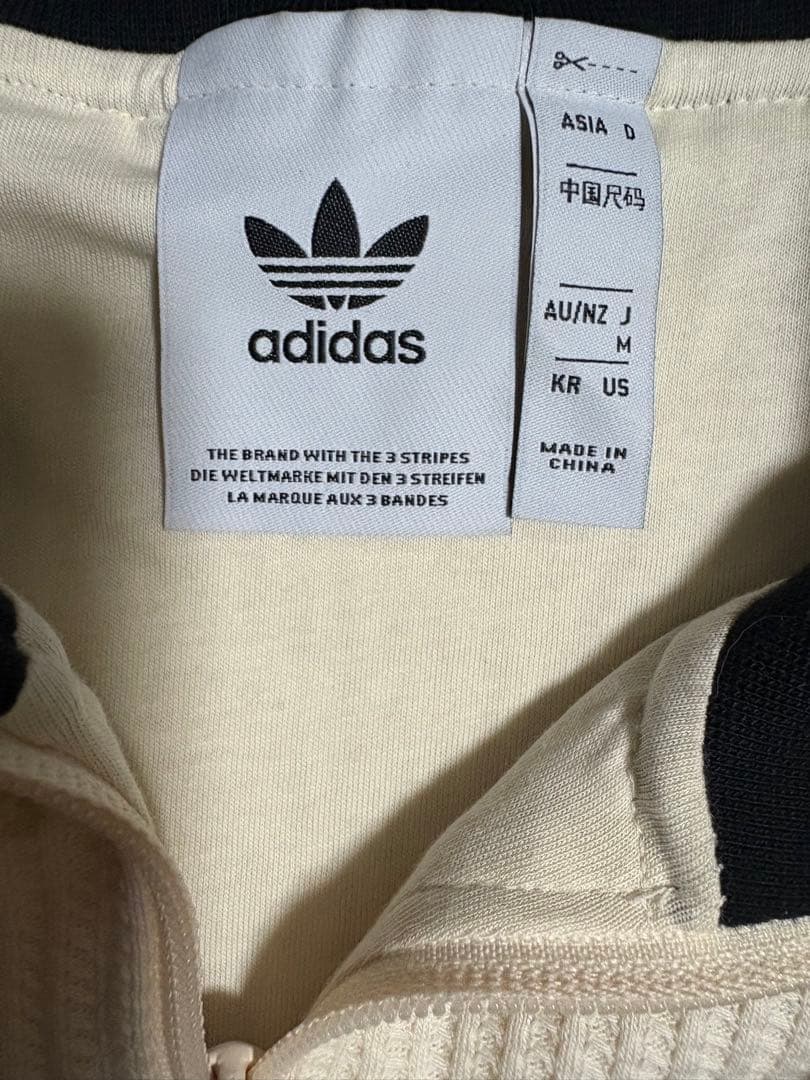 adidas
THE BRAND WITH THE 3 STRIPES
DIE WELTMARKE MIT DEN 3 STREIFEN
LA MARQUE AUX 3 BANDES
ASIA D
中国尺码
AU/NZ J
M
KR US
MADE IN
CHINA